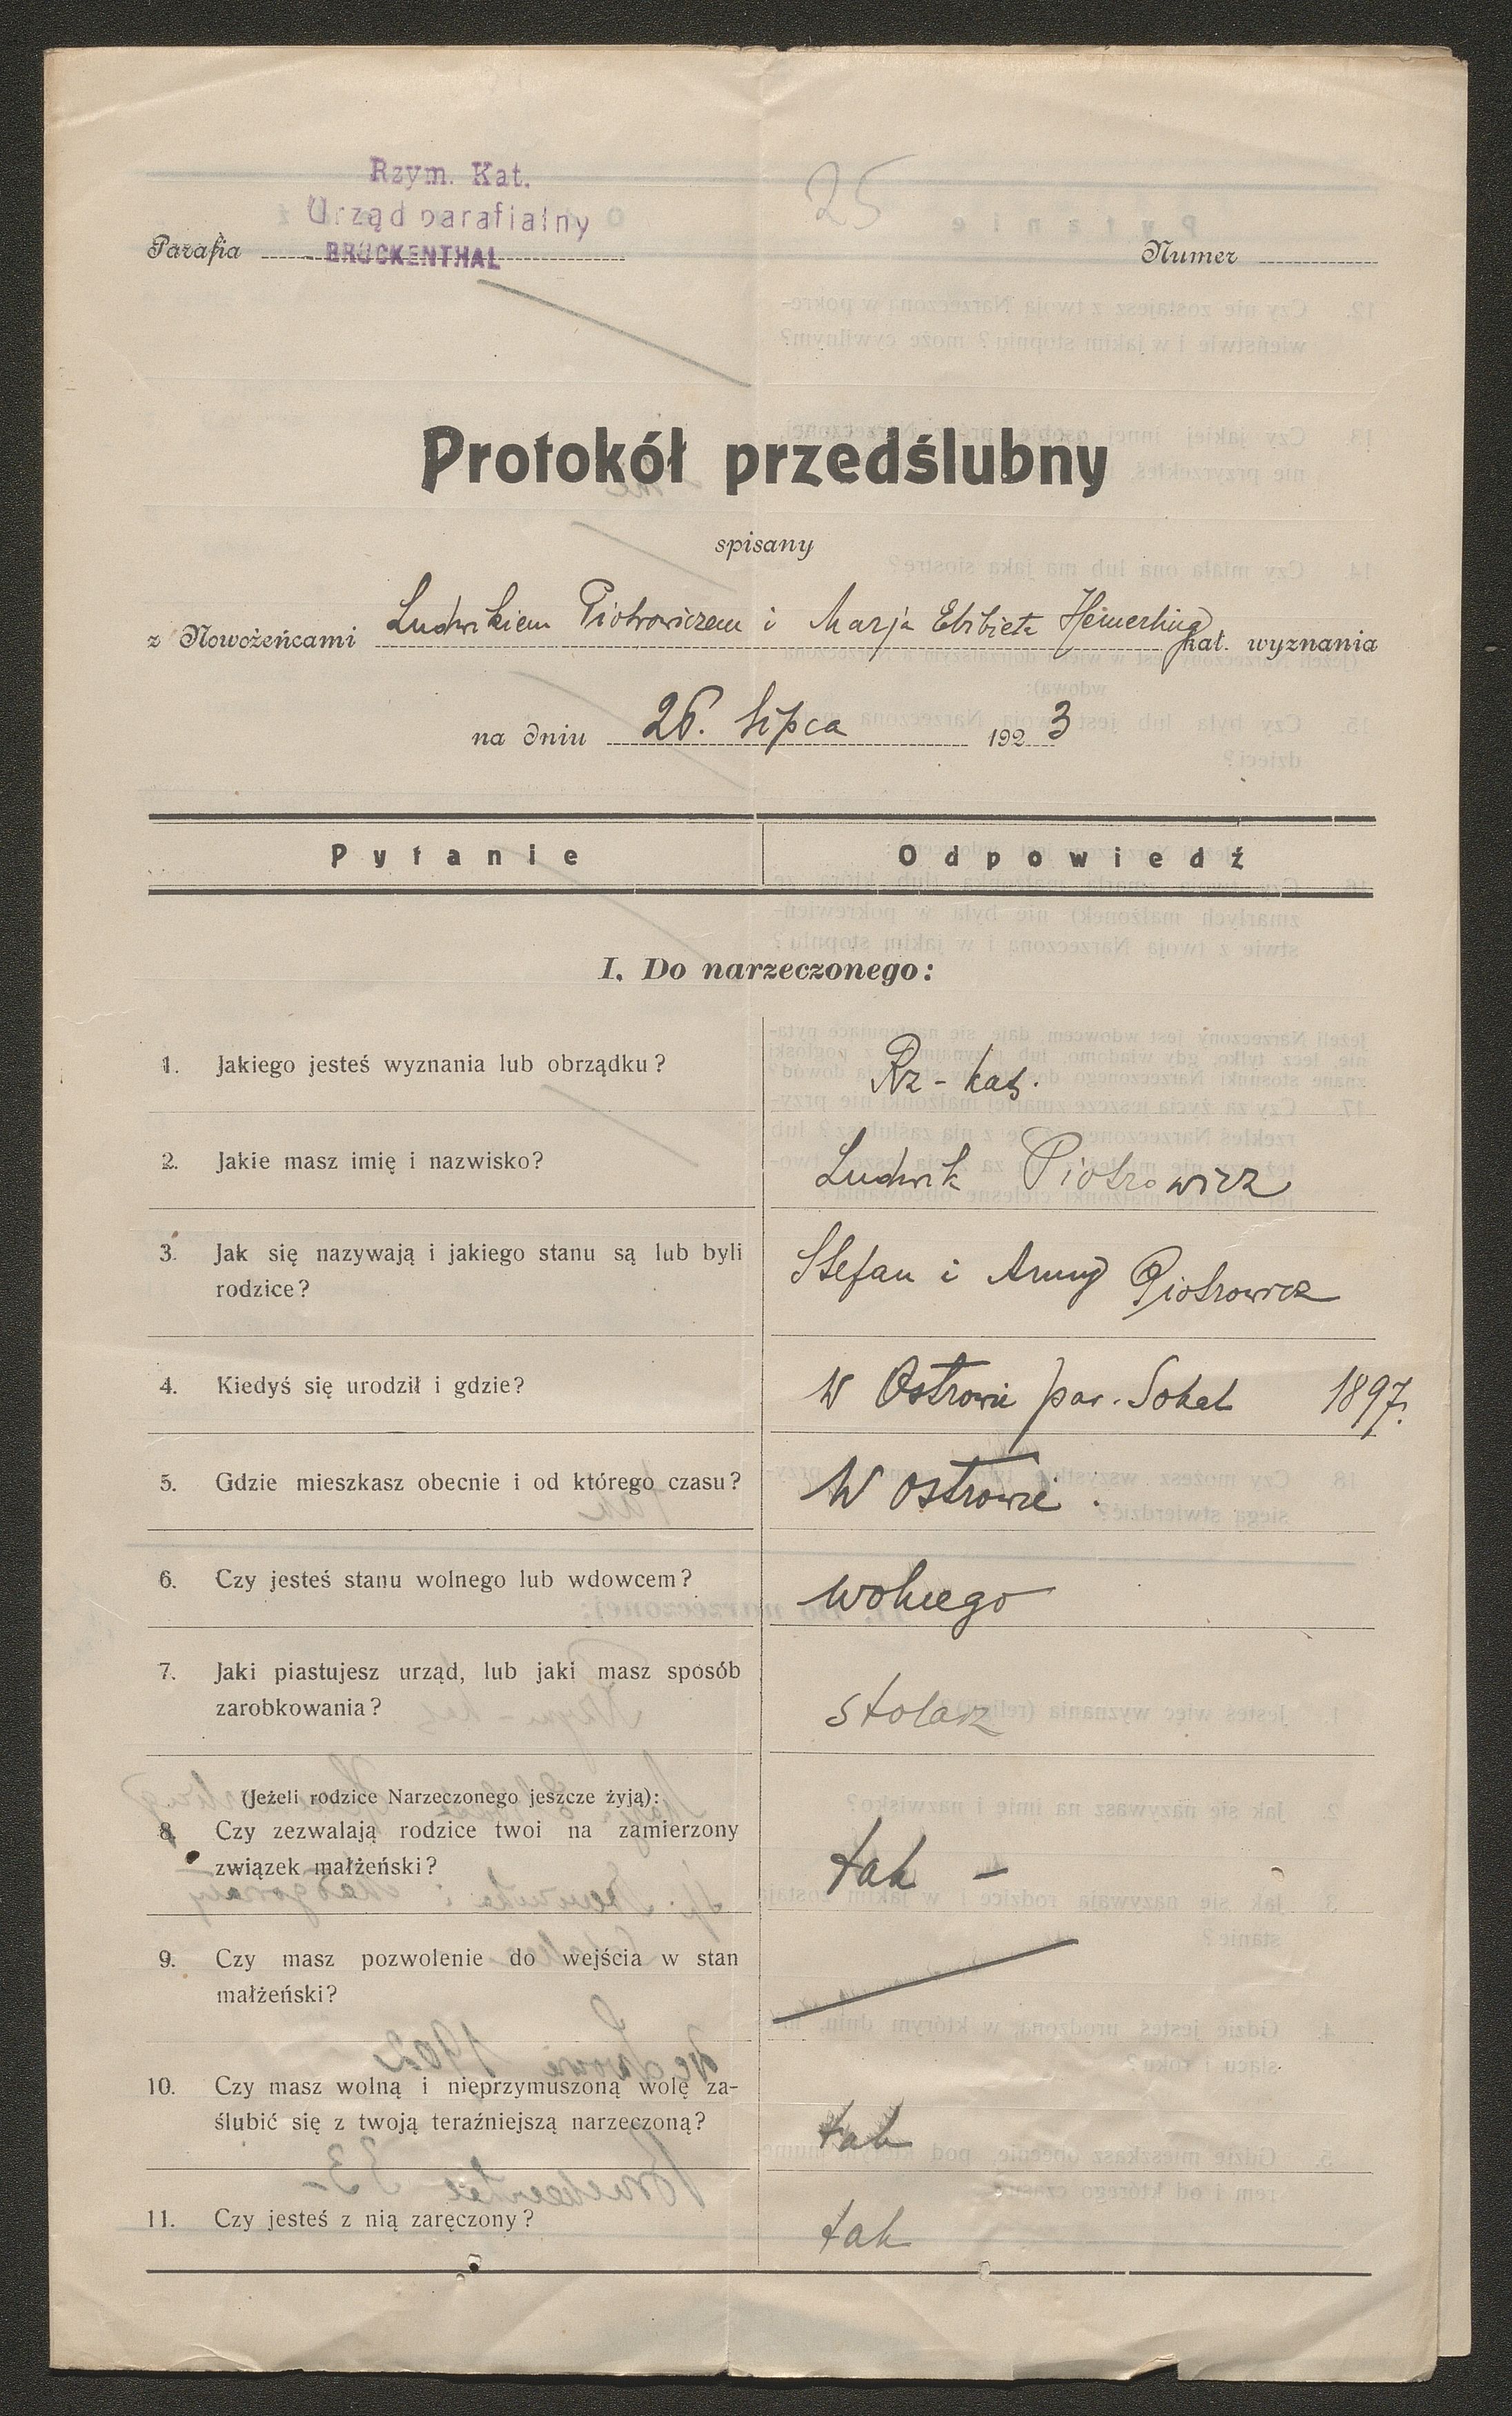 Rzym. Kat.
Urząd parafialny
BRÜCKENTHAL
25
Parafia
Numer
Protokół przedślubny
spisany
z Nowożeńcami Ludwikiem Piotrowiczem i Marją Elżbietą Heimerling kat. wyznania
na dniu 26. lipca 1923
Pytanie Odpowiedź
I. Do narzeczonego:
1. Jakiego jesteś wyznania lub obrządku? Rz-kat.
2. Jakie masz imię i nazwisko? Ludwik Piotrowicz
3. Jak się nazywają i jakiego stanu są lub byli
rodzice? Stefan i Anny Piotrowicz
4. Kiedyś się urodził i gdzie? W Ostrowie par. Sokal 1897.
5. Gdzie mieszkasz obecnie i od którego czasu? W Ostrowie.
6. Czy jesteś stanu wolnego lub wdowcem? wolnego
7. Jaki piastujesz urząd, lub jaki masz sposób
zarobkowania? stolarz
(Jeżeli rodzice Narzeczonego jeszcze żyją):
8. Czy zezwalają rodzice twoi na zamierzony
związek małżeński? tak -
9. Czy masz pozwolenie do wejścia w stan
małżeński?
10. Czy masz wolną i nieprzymuszoną wolę za-
ślubić się z twoją teraźniejszą narzeczoną? tak
11. Czy jesteś z nią zaręczony? tak